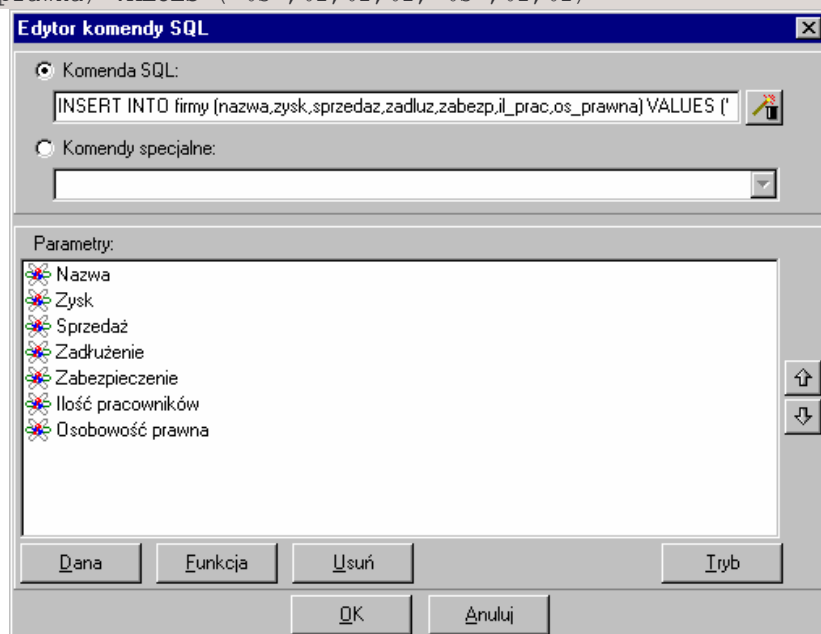 Edytor komendy SQL
Komenda SQL:
INSERT INTO firmy (nazwa,zysk,sprzedaz,zadluz,zabezp,il_prac,os_prawna) VALUES ('
Komendy specjalne:
Parametry:
Nazwa
Zysk
Sprzedaż
Zadłużenie
Zabezpieczenie
Ilość pracowników
Osobowość prawna
Dana Funkcja Usuń Tryb
OK Anuluj